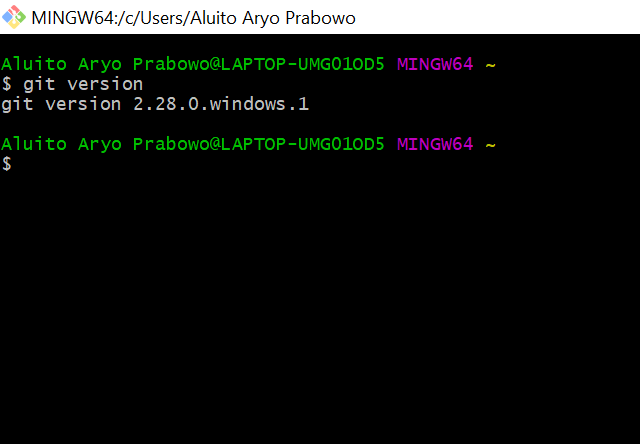 MINGW64:/c/Users/Aluito Aryo Prabowo
Aluito Aryo Prabowo@LAPTOP-UMG01OD5 MINGW64 ~
$ git version
git version 2.28.0.windows.1
Aluito Aryo Prabowo@LAPTOP-UMG01OD5 MINGW64 ~
$